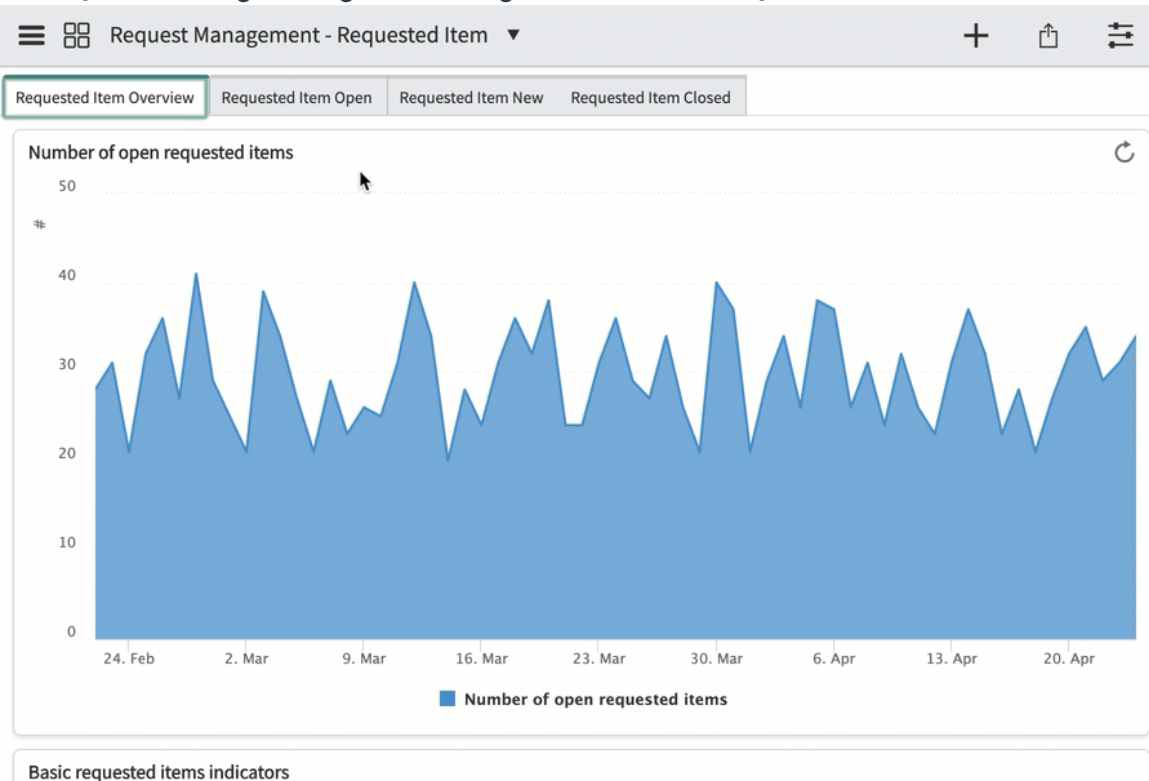 Request Management - Requested Item ▼
Requested Item Overview
Requested Item Open
Requested Item New
Requested Item Closed
Number of open requested items
50
#
40
30
20
10
0
24. Feb
2. Mar
9. Mar
16. Mar
23. Mar
30. Mar
6. Apr
13. Apr
20. Apr
Number of open requested items
Basic requested items indicators